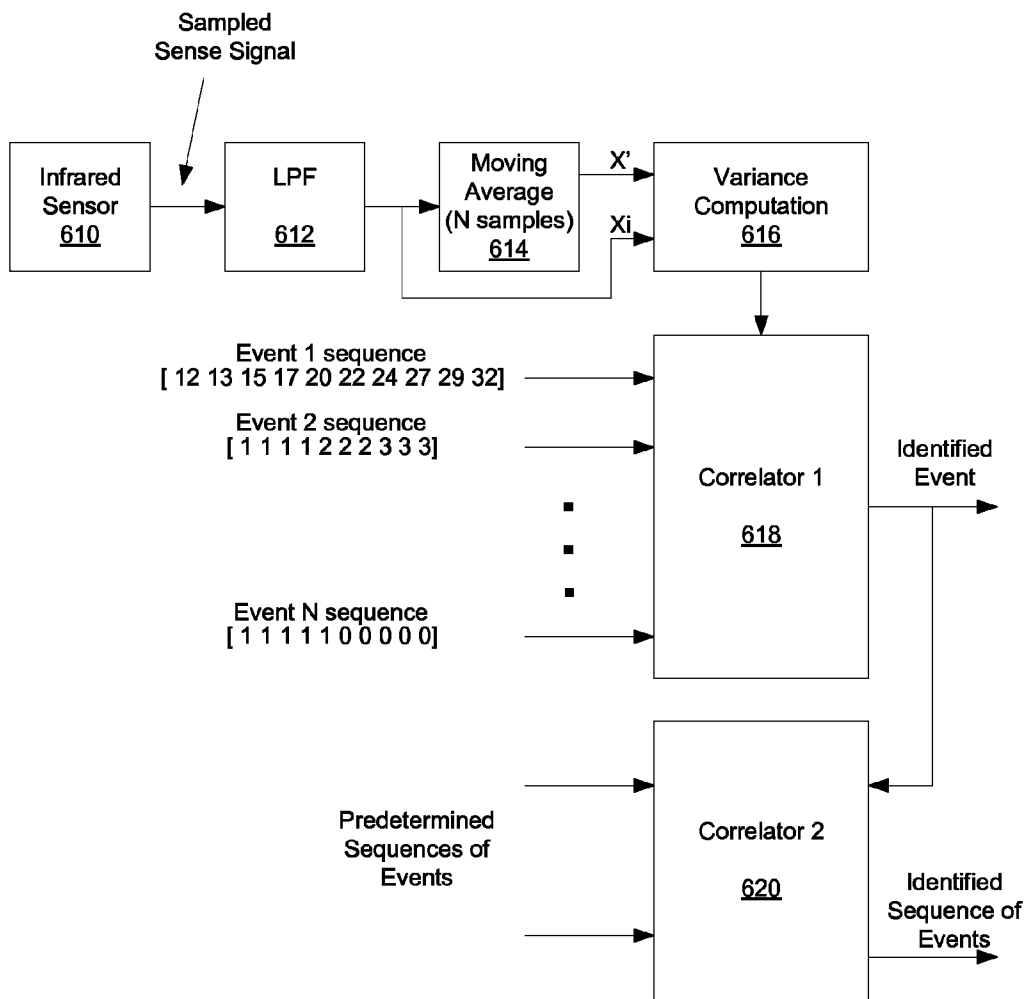 Sampled
Sense Signal
Infrared
Sensor
610
LPF
612
Moving
Average
(N samples)
614
X'
Xi
Variance
Computation
616
Event 1 sequence
[ 12 13 15 17 20 22 24 27 29 32]
Event 2 sequence
[ 1 1 1 1 2 2 2 3 3 3]
Event N sequence
[ 1 1 1 1 1 0 0 0 0 0]
Correlator 1
618
Identified
Event
Predetermined
Sequences of
Events
Correlator 2
620
Identified
Sequence of
Events